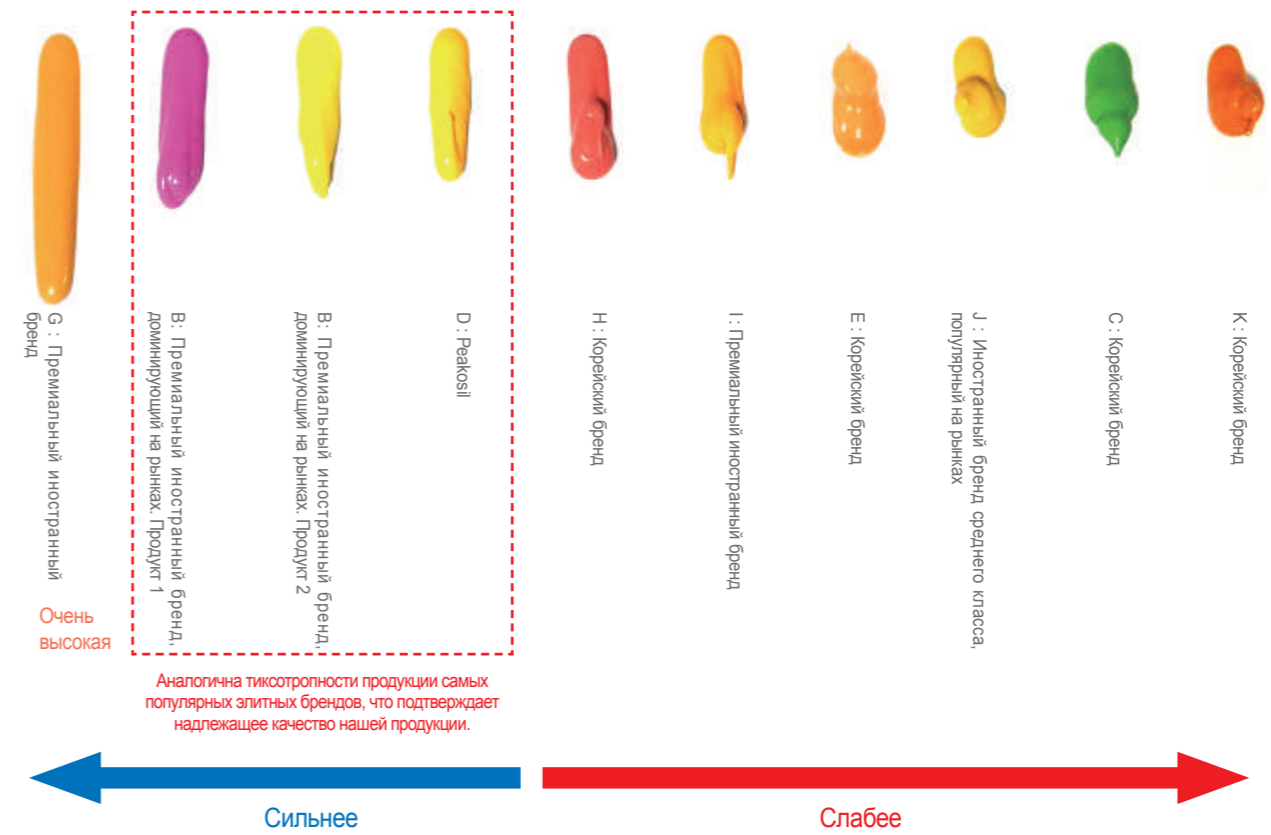 G : Премиальный иностранный
бренд
Очень
высокая
B: Премиальный иностранный бренд,
доминирующий на рынках. Продукт 1
B: Премиальный иностранный бренд,
доминирующий на рынках. Продукт 2
D : Peakosil
H : Корейский бренд
I : Премиальный иностранный бренд
E : Корейский бренд
J : Иностранный бренд среднего класса,
популярный на рынках
C : Корейский бренд
K : Корейский бренд
Аналогична тиксотропности продукции самых
популярных элитных брендов, что подтверждает
надлежащее качество нашей продукции.
Сильнее
Слабее